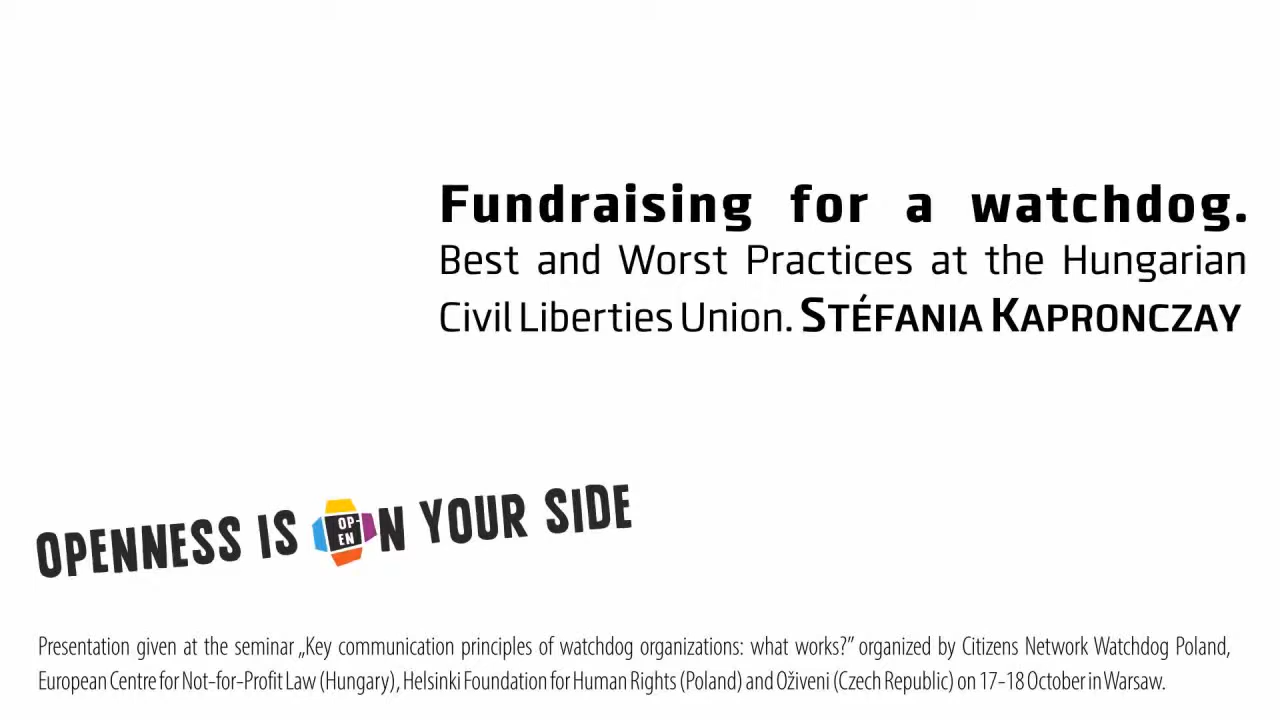 Fundraising for a watchdog.
Best and Worst Practices at the Hungarian
Civil Liberties Union. STÉFANIA KAPRONCZAY
OPENNESS IS ON YOUR SIDE
OP-
EN
Presentation given at the seminar „Key communication principles of watchdog organizations: what works?” organized by Citizens Network Watchdog Poland,
European Centre for Not-for-Profit Law (Hungary), Helsinki Foundation for Human Rights (Poland) and Oživeni (Czech Republic) on 17-18 October in Warsaw.